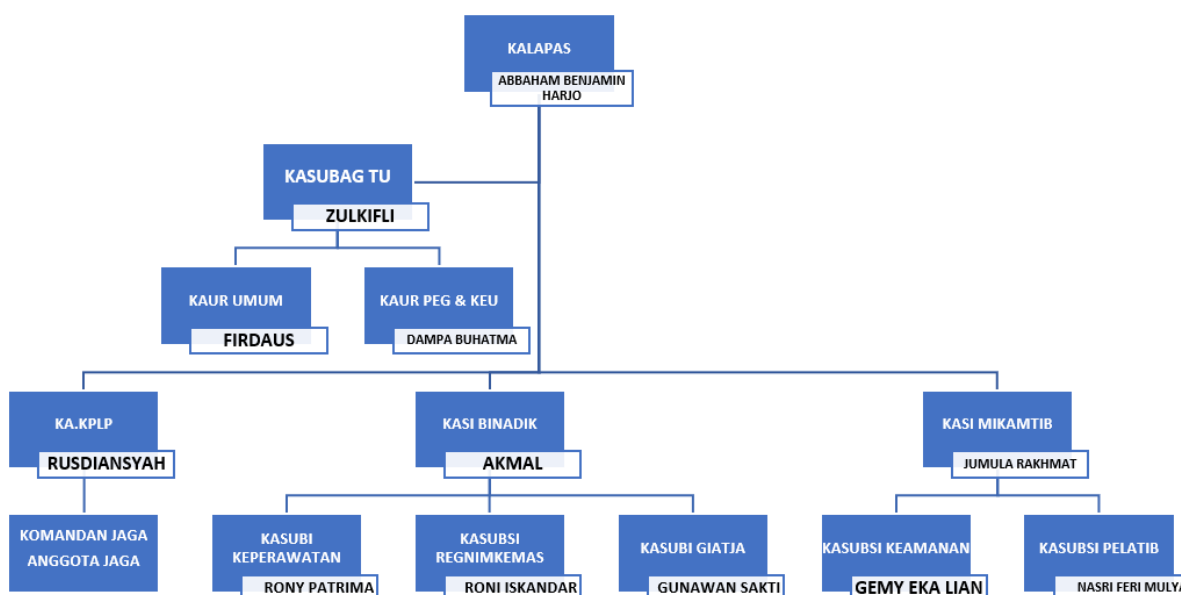 KALAPAS
ABBAHAM BENJAMIN
HARJO
KASUBAG TU
ZULKIFLI
KAUR UMUM
FIRDAUS
KAUR PEG & KEU
DAMPA BUHATMA
KA.KPLP
RUSDIANSYAH
KASI BINADIK
AKMAL
KASI MIKAMTIB
JUMULA RAKHMAT
KOMANDAN JAGA
ANGGOTA JAGA
KASUBI
KEPERAWATAN
RONY PATRIMA
KASUBSI
REGNIMKEMAS
RONI ISKANDAR
KASUBI GIATJA
GUNAWAN SAKTI
KASUBSI KEAMANAN
GEMY EKA LIAN
KASUBSI PELATIB
NASRI FERI MULYA